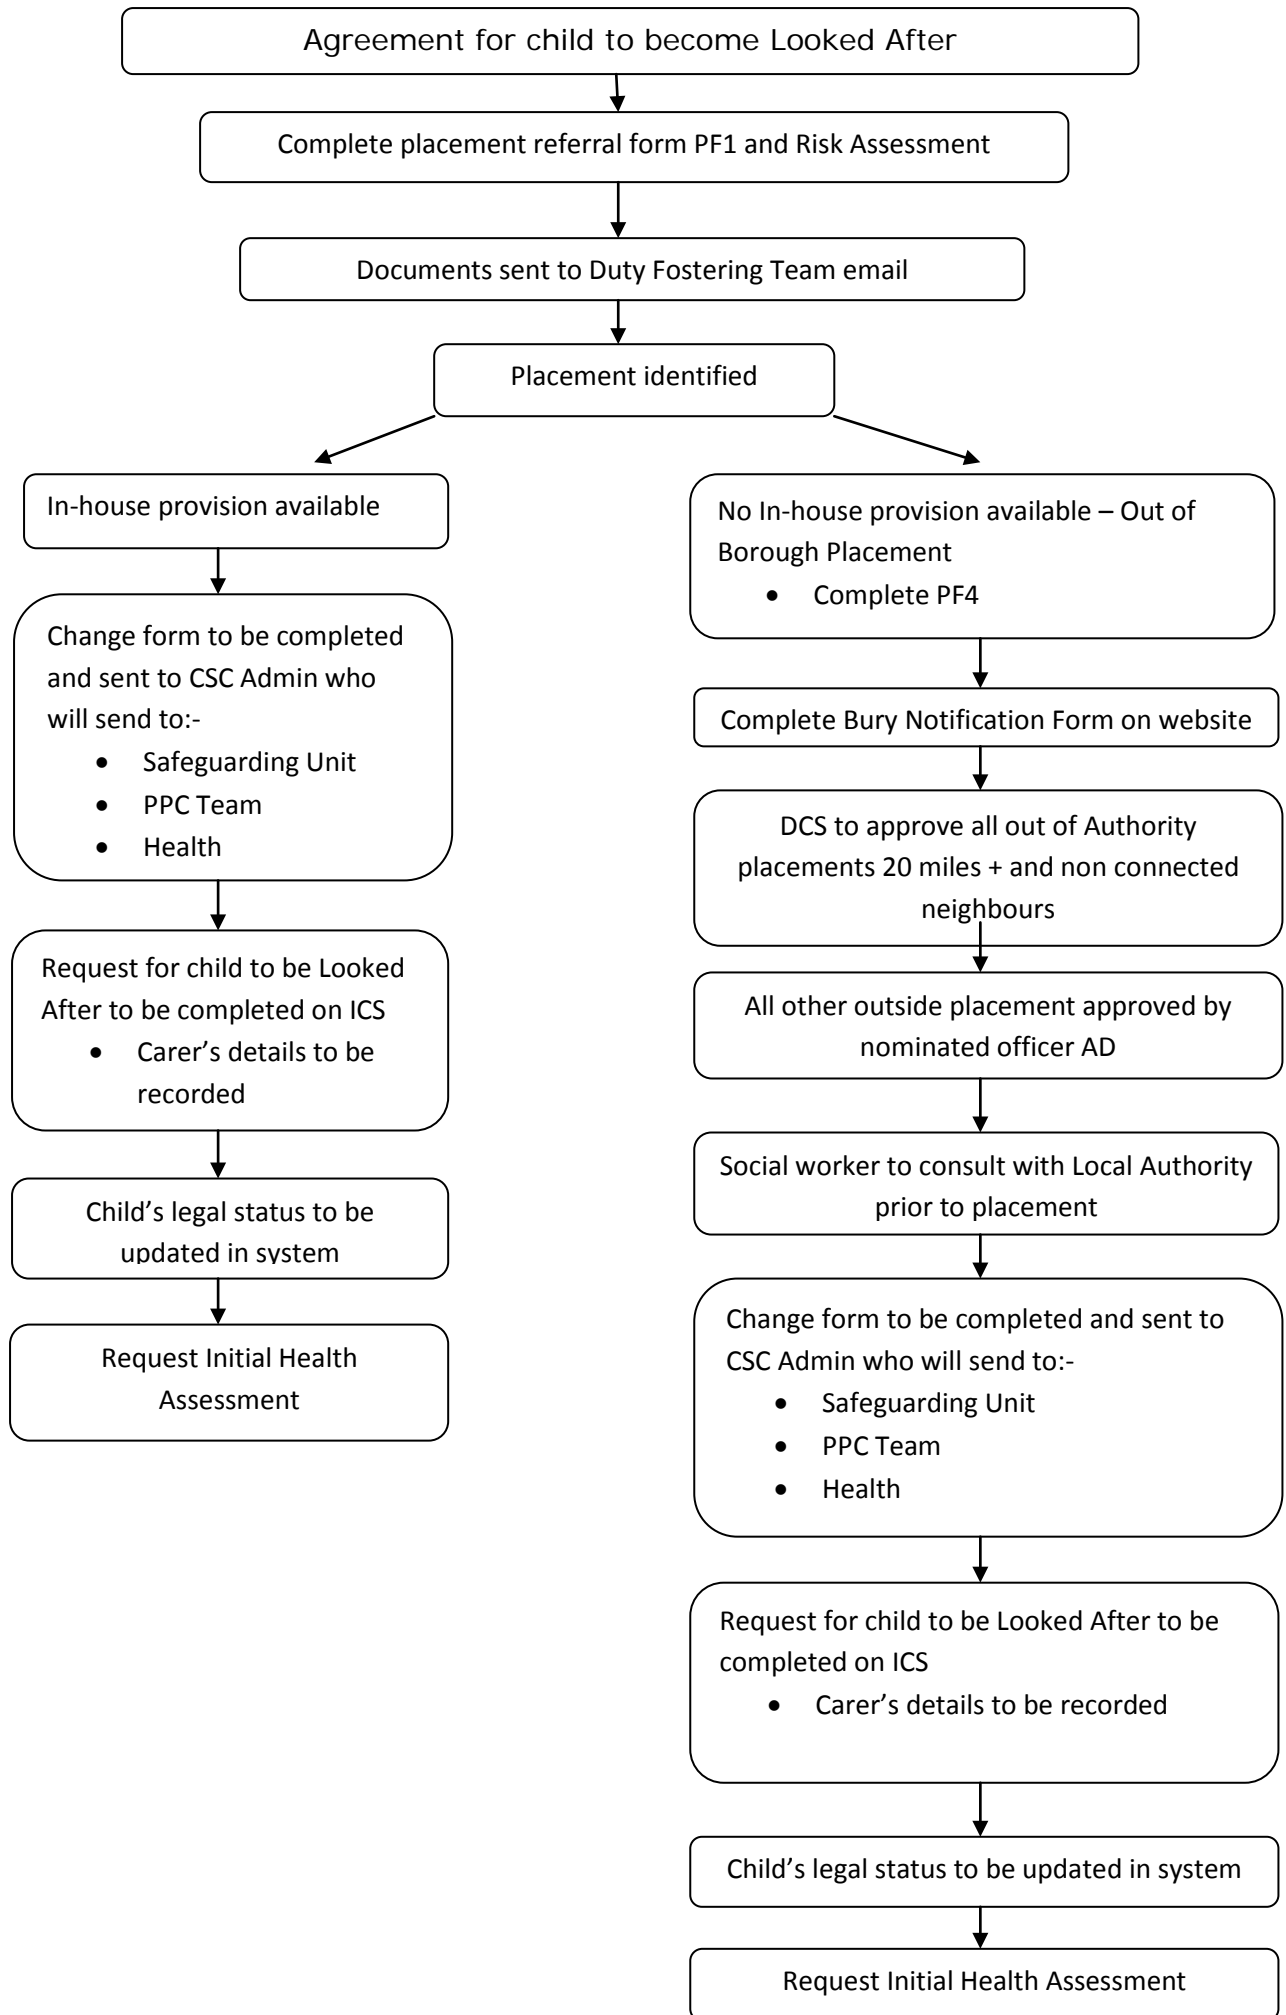 Agreement for child to become Looked After
Complete placement referral form PF1 and Risk Assessment
Documents sent to Duty Fostering Team email
Placement identified
In-house provision available
Change form to be completed
and sent to CSC Admin who
will send to:-
• Safeguarding Unit
• PPC Team
• Health
Request for child to be Looked
After to be completed on ICS
• Carer’s details to be
recorded
Child’s legal status to be
updated in system
Request Initial Health
Assessment
No In-house provision available – Out of
Borough Placement
• Complete PF4
Complete Bury Notification Form on website
DCS to approve all out of Authority
placements 20 miles + and non connected
neighbours
All other outside placement approved by
nominated officer AD
Social worker to consult with Local Authority
prior to placement
Change form to be completed and sent to
CSC Admin who will send to:-
• Safeguarding Unit
• PPC Team
• Health
Request for child to be Looked After to be
completed on ICS
• Carer’s details to be recorded
Child’s legal status to be updated in system
Request Initial Health Assessment